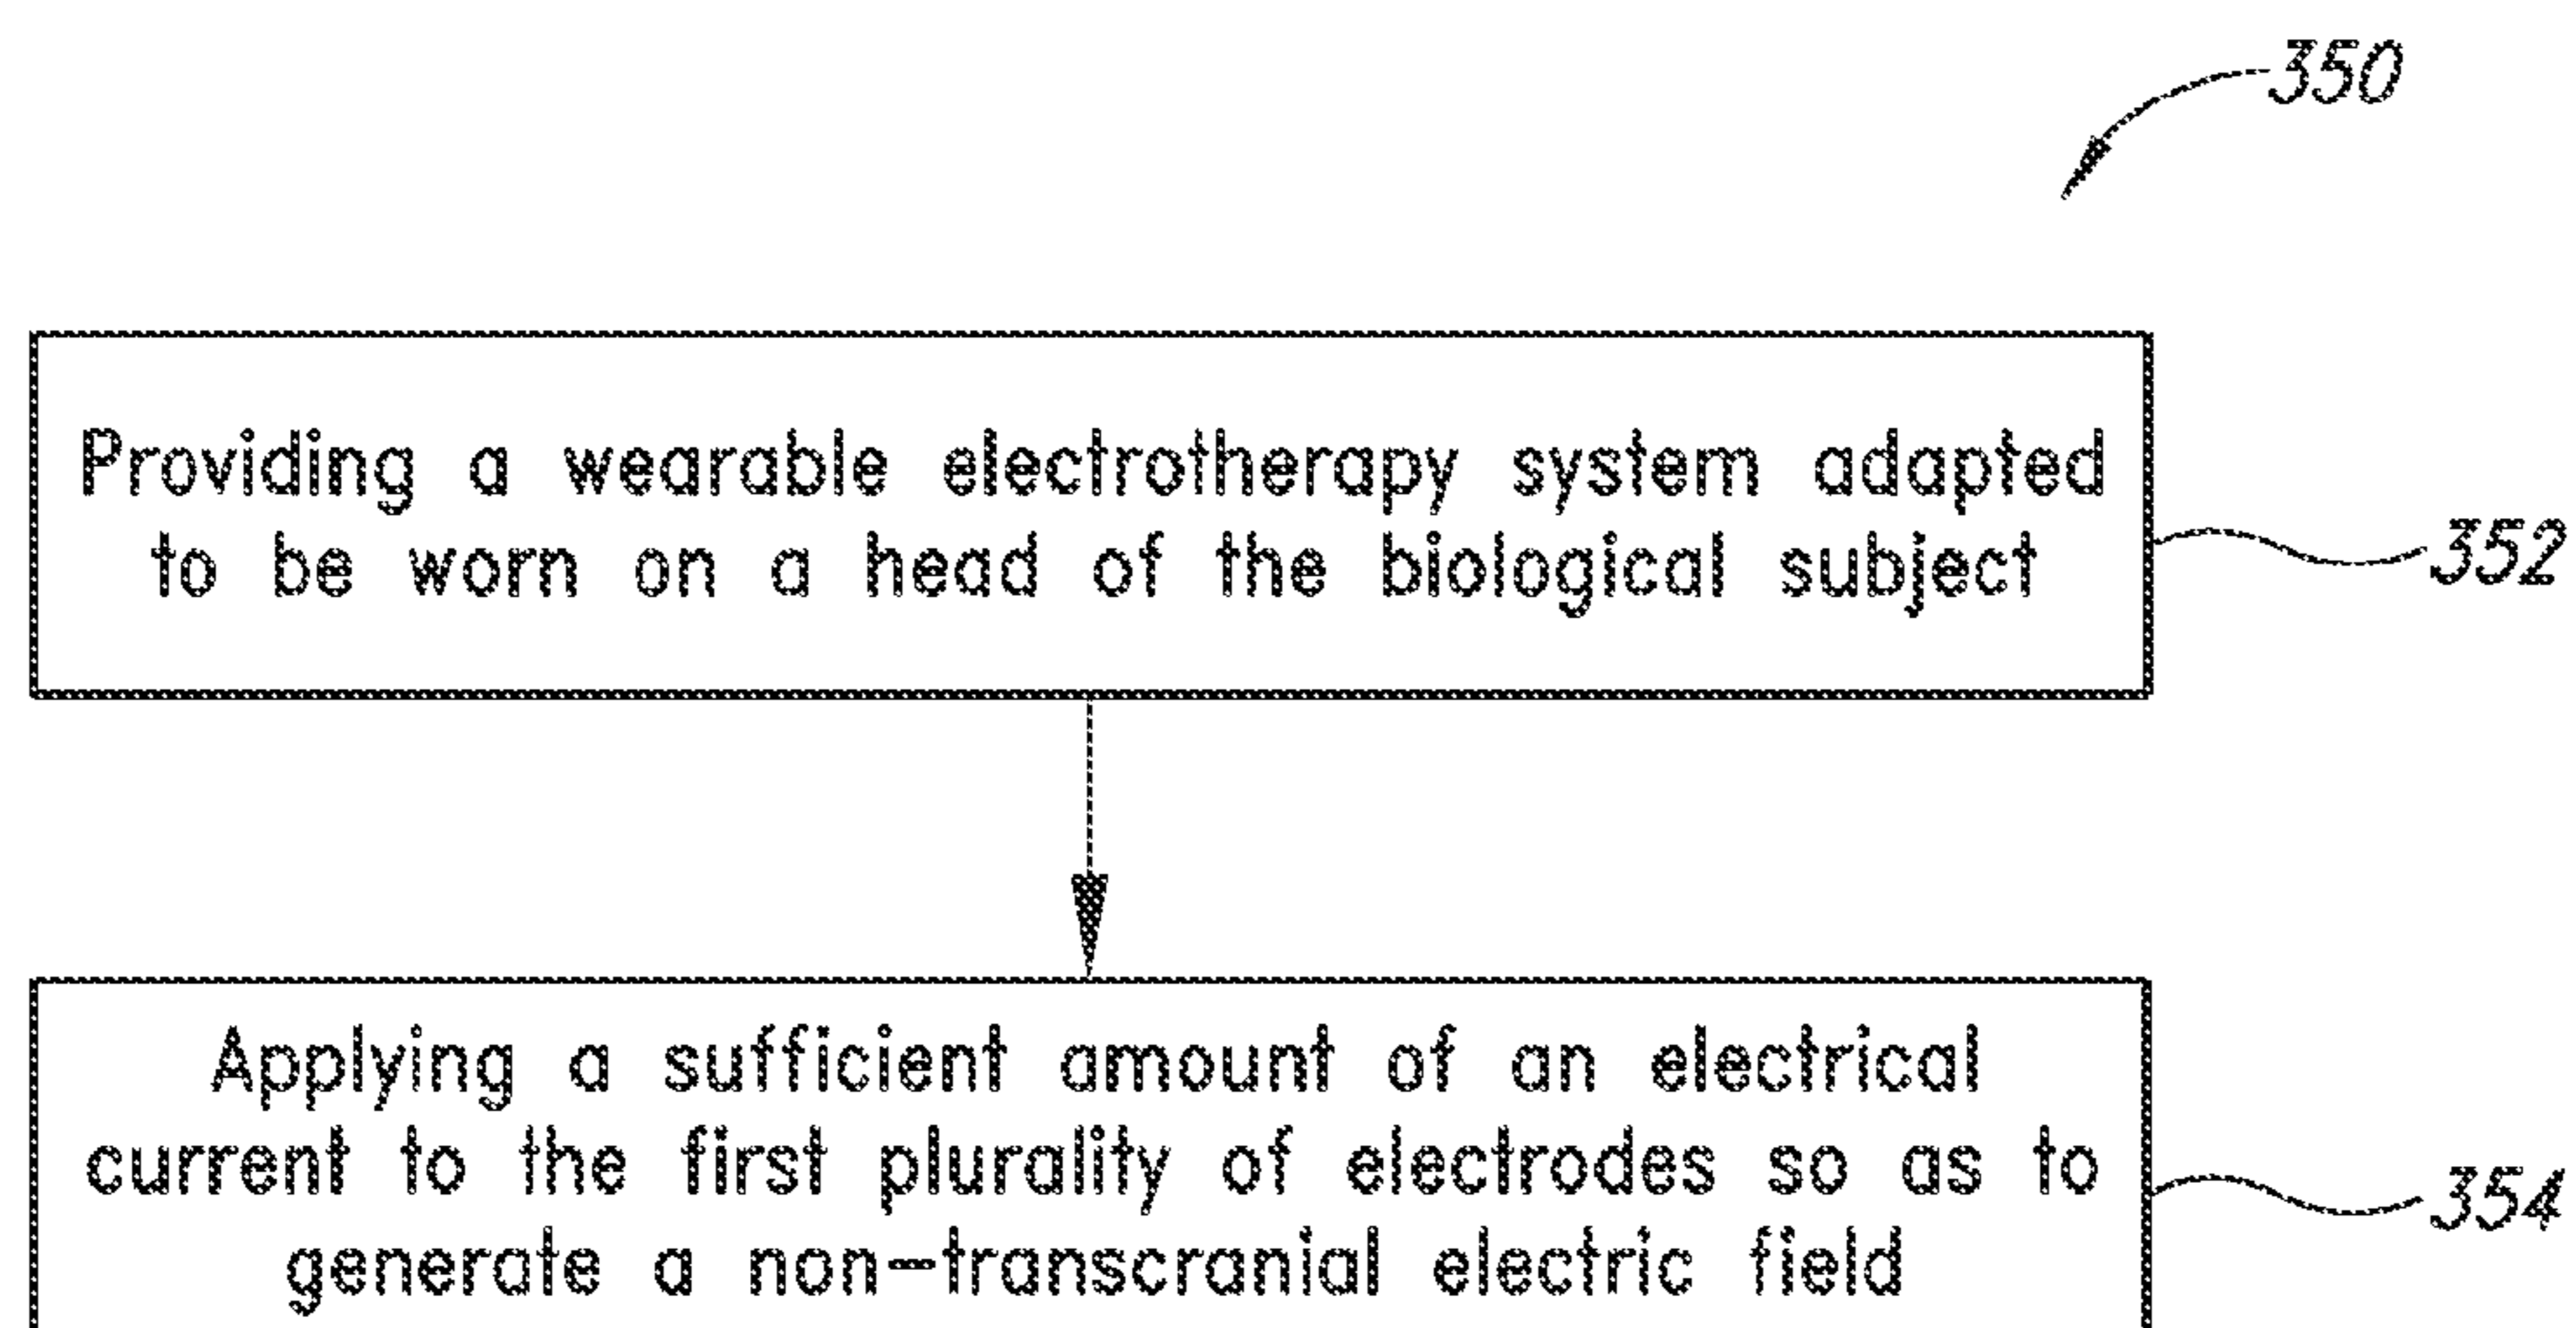 350
Providing a wearable electrotherapy system adapted
to be worn on a head of the biological subject
352
Applying a sufficient amount of an electrical
current to the first plurality of electrodes so as to
generate a non-transcranial electric field
354